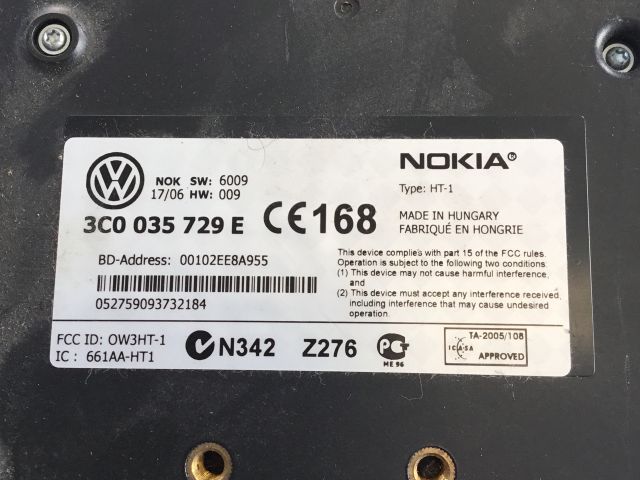 NOK SW: 6009
17/06 HW: 009
3C0 035 729 E CE168
NOKIA®
Type: HT-1
MADE IN HUNGARY
FABRIQUÉ EN HONGRIE
BD-Address: 00102EE8A955
052759093732184
This device complies with part 15 of the FCC rules.
Operation is subject to the following two conditions.
(1) This device may not cause harmful interference,
and
(2) This device must accept any interference received,
including interference that may cause undesired
operation.
FCC ID: OW3HT-1
IC : 661AA-HT1
N342 Z276
ME 96
TA-2005/108
ICASA APPROVED